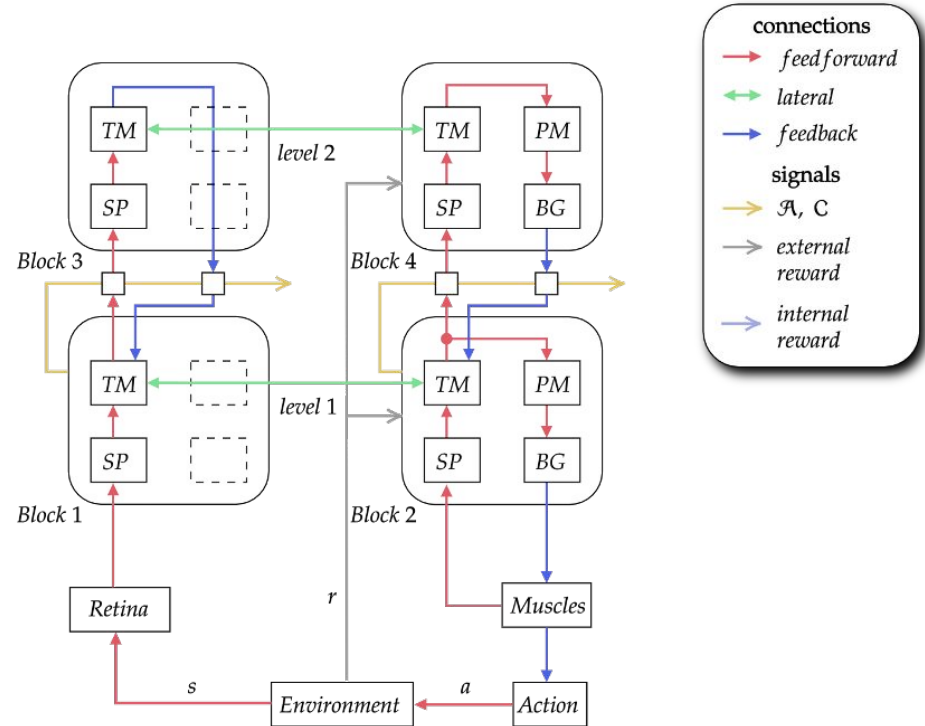 connections
feedforward
lateral
feedback
signals
𝒜, C
external
reward
internal
reward
TM
TM
PM
level 2
SP
SP
BG
Block 3
Block 4
TM
TM
PM
level 1
SP
SP
BG
Block 1
Block 2
Retina
r
Muscles
s
a
Environment
Action